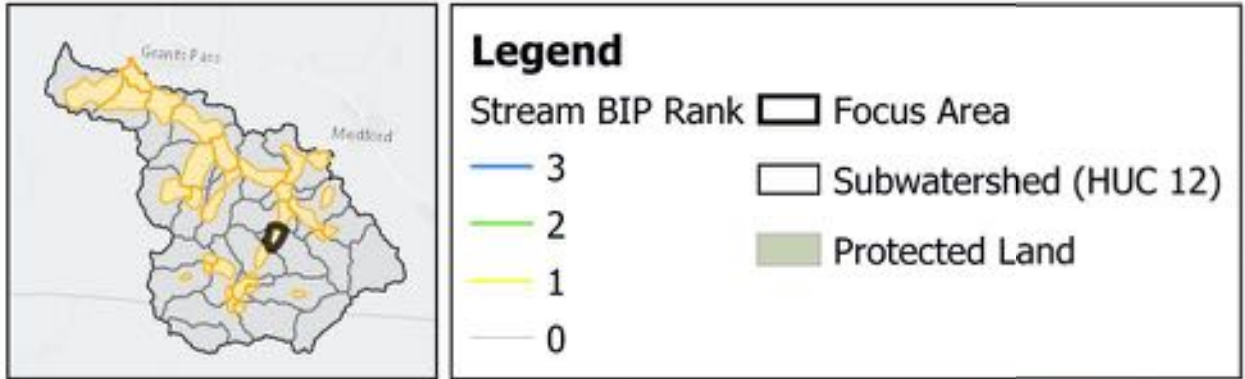 Grants Pass
Medford
Legend
Stream BIP Rank
3
2
1
0
Focus Area
Subwatershed (HUC 12)
Protected Land